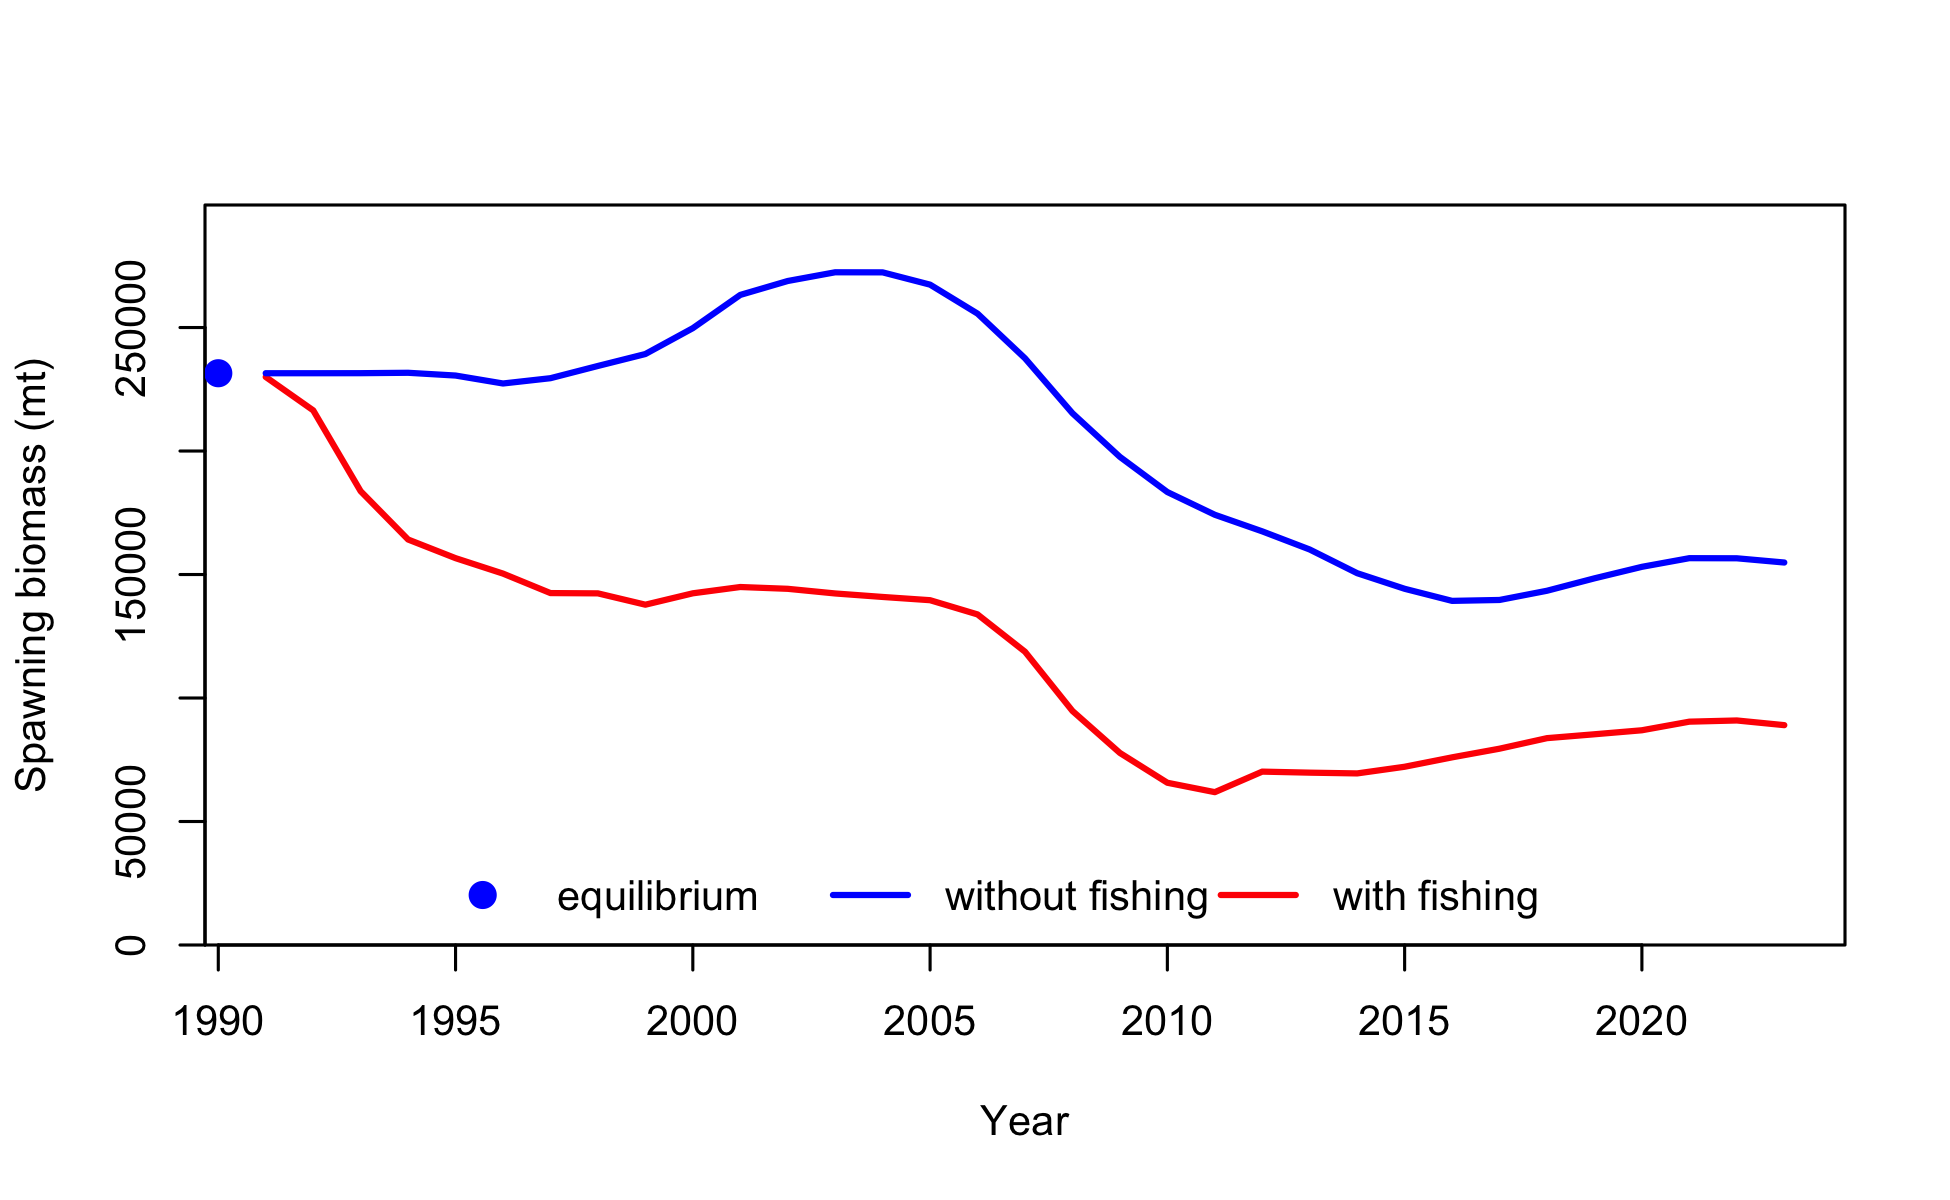 Spawning biomass (mt)
250000
150000
50000
0
equilibrium without fishing with fishing
1990 1995 2000 2005 2010 2015 2020
Year